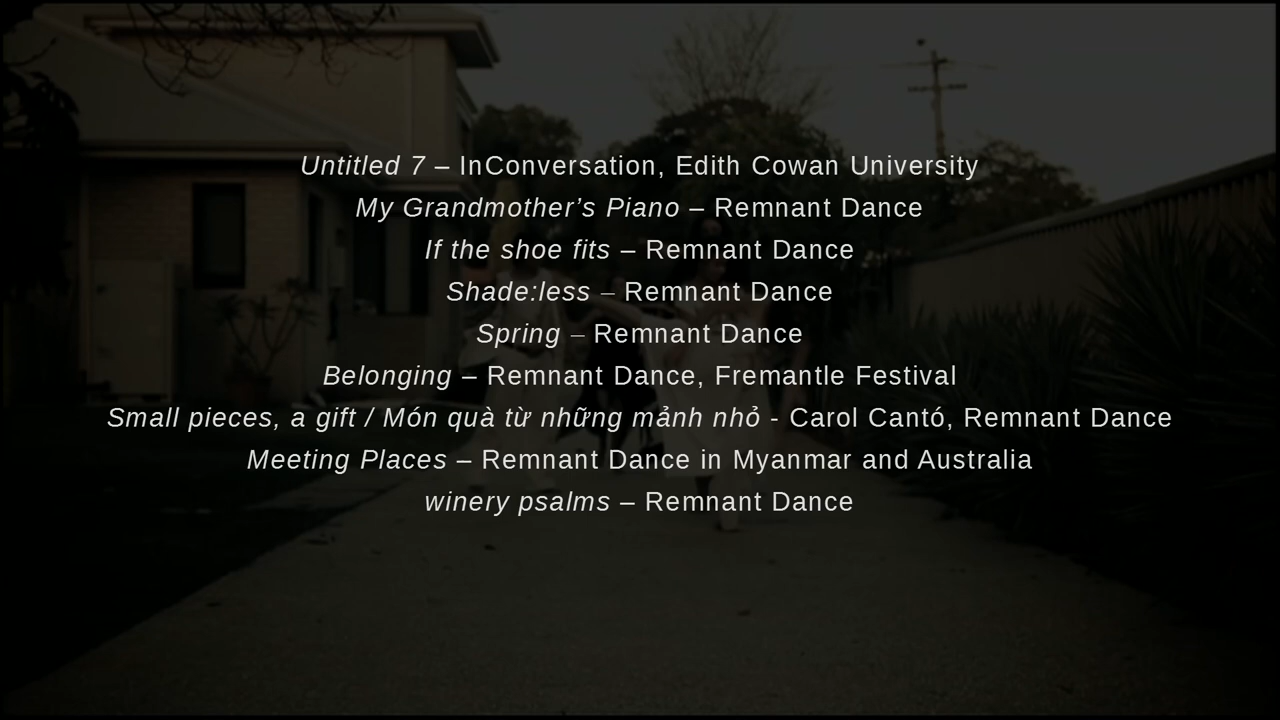 Untitled 7 – InConversation, Edith Cowan University
My Grandmother’s Piano – Remnant Dance
If the shoe fits – Remnant Dance
Shade:less – Remnant Dance
Spring – Remnant Dance
Belonging – Remnant Dance, Fremantle Festival
Small pieces, a gift / Món quà từ những mảnh nhỏ - Carol Cantó, Remnant Dance
Meeting Places – Remnant Dance in Myanmar and Australia
winery psalms – Remnant Dance